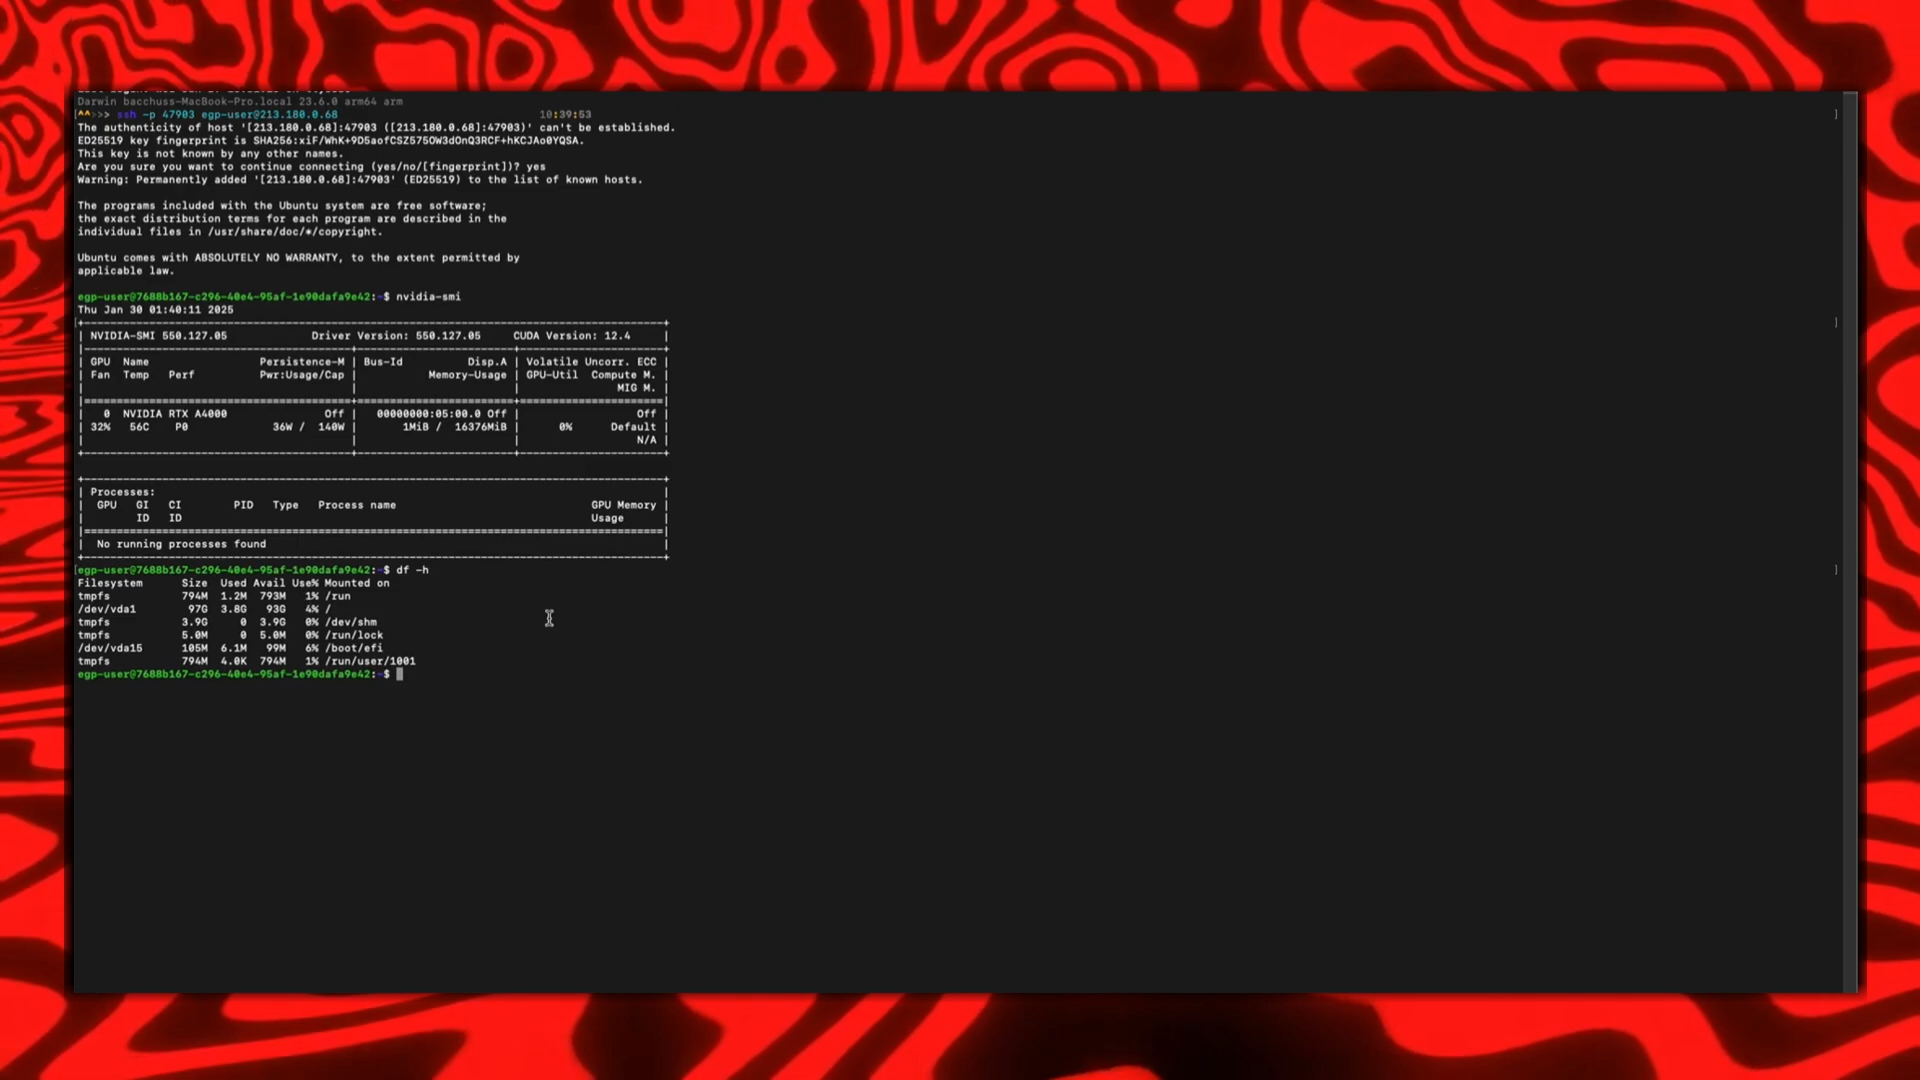 Darwin bacchuss-MacBook-Pro.local 23.6.0 arm64 arm
^^>>> ssh -p 47903 egp-user@213.180.0.68 10:39:53
The authenticity of host '[213.180.0.68]:47903 ([213.180.0.68]:47903)' can't be established.
ED25519 key fingerprint is SHA256:xiF/WhK+9D5aofCSZ575OW3dOnQ3RCF+hKCJAo0YQSA.
This key is not known by any other names.
Are you sure you want to continue connecting (yes/no/[fingerprint])? yes
Warning: Permanently added '[213.180.0.68]:47903' (ED25519) to the list of known hosts.
The programs included with the Ubuntu system are free software;
the exact distribution terms for each program are described in the
individual files in /usr/share/doc/*/copyright.
Ubuntu comes with ABSOLUTELY NO WARRANTY, to the extent permitted by
applicable law.
egp-user@7688b167-c296-40e4-95af-1e90dafa9e42:~$ nvidia-smi
Thu Jan 30 01:40:11 2025
NVIDIA-SMI 550.127.05 Driver Version: 550.127.05 CUDA Version: 12.4
GPU Name Persistence-M | Bus-Id Disp.A | Volatile Uncorr. ECC
Fan Temp Perf Pwr:Usage/Cap | Memory-Usage | GPU-Util Compute M.
MIG M.
0 NVIDIA RTX A4000 Off | 00000000:05:00.0 Off | Off
32% 56C P0 36W / 140W | 1MiB / 16376MiB | 0% Default
N/A
Processes:
GPU GI CI PID Type Process name GPU Memory
ID ID Usage
No running processes found
egp-user@7688b167-c296-40e4-95af-1e90dafa9e42:~$ df -h
Filesystem Size Used Avail Use% Mounted on
tmpfs 794M 1.2M 793M 1% /run
/dev/vda1 97G 3.8G 93G 4% /
tmpfs 3.9G 0 3.9G 0% /dev/shm
tmpfs 5.0M 0 5.0M 0% /run/lock
/dev/vda15 105M 6.1M 99M 6% /boot/efi
tmpfs 794M 4.0K 794M 1% /run/user/1001
egp-user@7688b167-c296-40e4-95af-1e90dafa9e42:~$